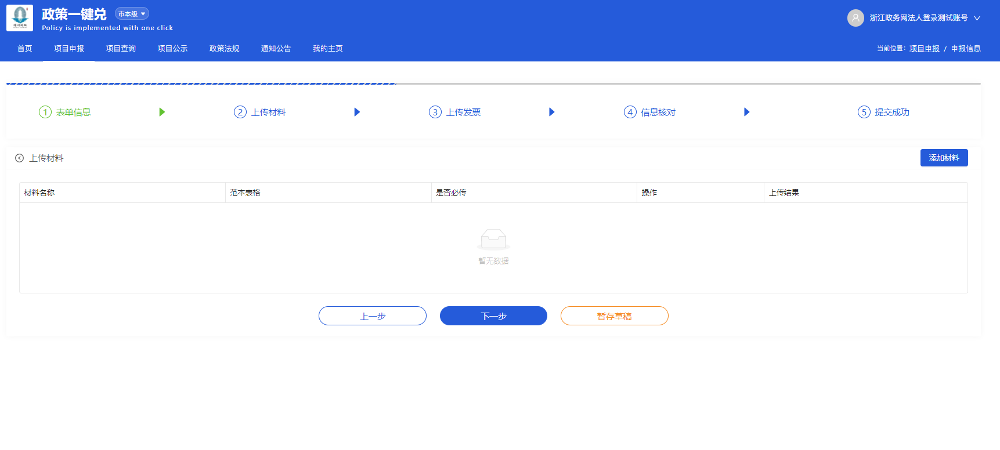 政策一键兑 市本级
Policy is implemented with one click
浙江政务网法人登录测试账号
首页 项目申报 项目查询 项目公示 政策法规 通知公告 我的主页
当前位置: 项目申报 / 申报信息
1 表单信息 2 上传材料 3 上传发票 4 信息核对 5 提交成功
上传材料 添加材料
材料名称 范本表格 是否必传 操作 上传结果
暂无数据
上一步 下一步 暂存草稿